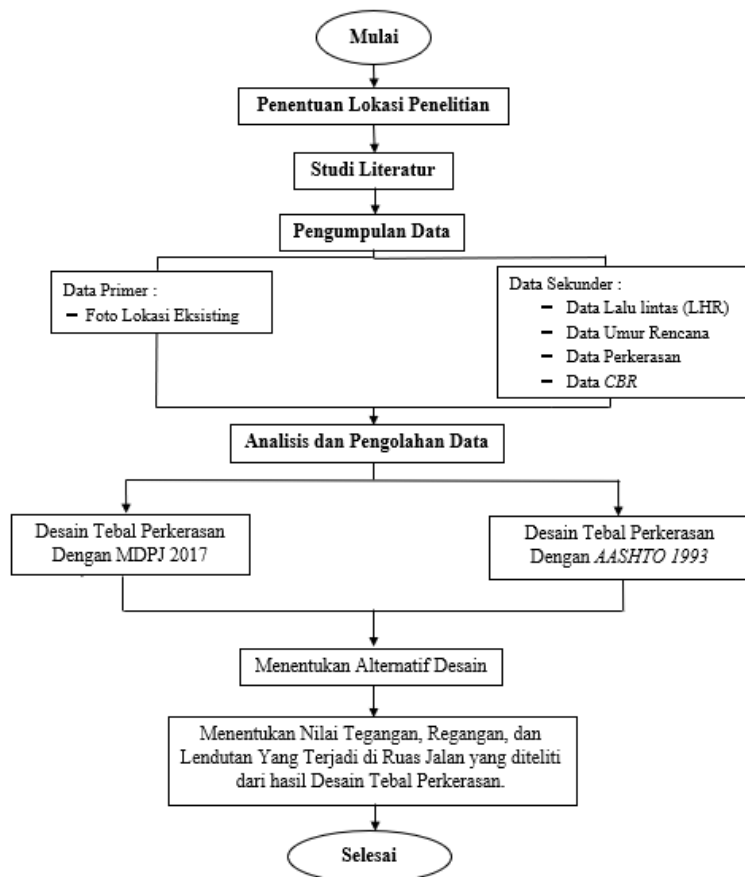 Mulai
Penentuan Lokasi Penelitian
Studi Literatur
Pengumpulan Data
Data Primer :
– Foto Lokasi Eksisting
Data Sekunder :
– Data Lalu lintas (LHR)
– Data Umur Rencana
– Data Perkerasan
– Data CBR
Analisis dan Pengolahan Data
Desain Tebal Perkerasan
Dengan MDPJ 2017
Desain Tebal Perkerasan
Dengan AASHTO 1993
Menentukan Alternatif Desain
Menentukan Nilai Tegangan, Regangan, dan
Lendutan Yang Terjadi di Ruas Jalan yang diteliti
dari hasil Desain Tebal Perkerasan.
Selesai